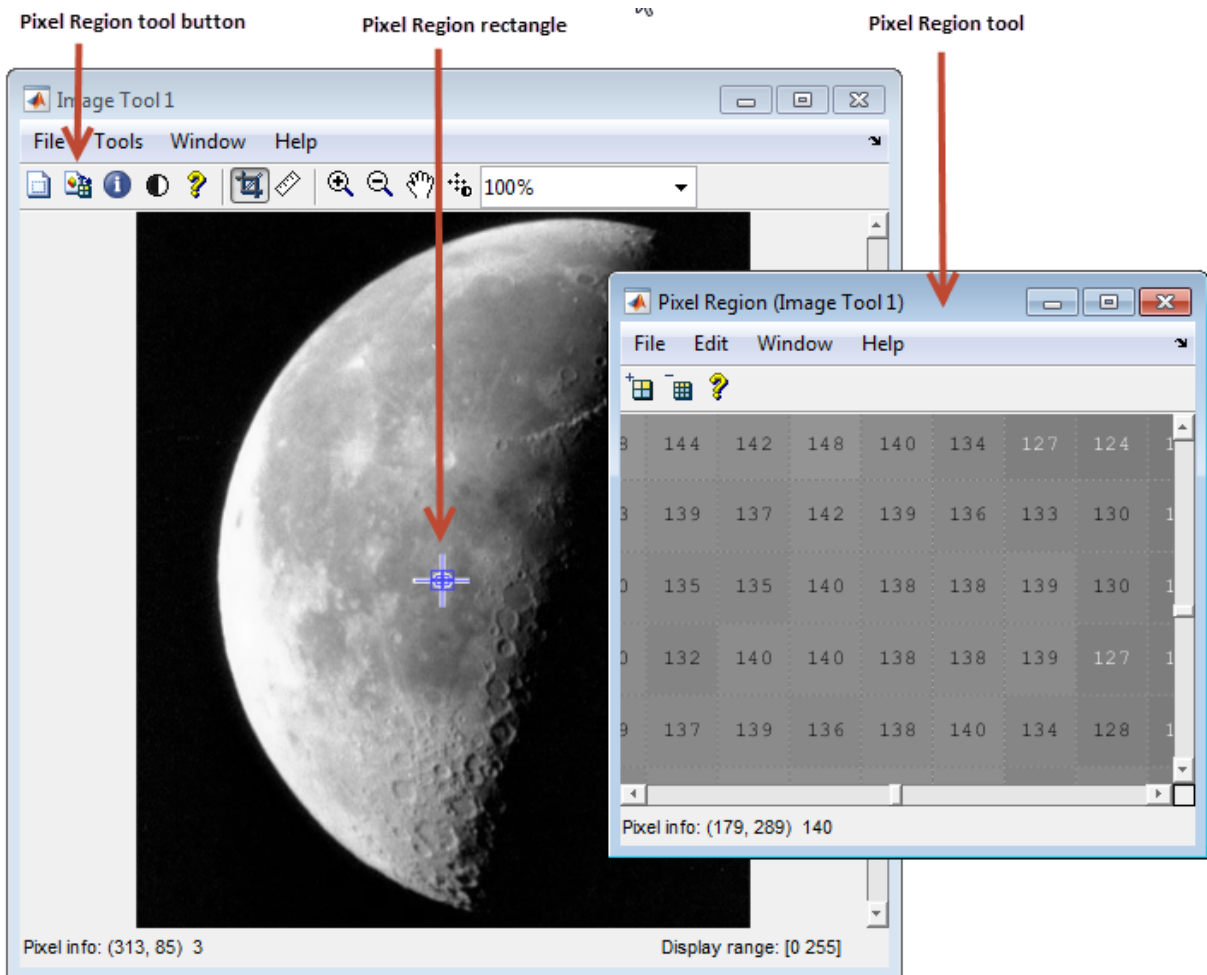 Pixel Region tool button
Pixel Region rectangle
Pixel Region tool
Image Tool 1
File Tools Window Help
100%
Pixel Region (Image Tool 1)
File Edit Window Help
144 142 148 140 134 127 124
139 137 142 139 136 133 130
135 135 140 138 138 139 130
132 140 140 138 138 139 127
137 139 136 138 140 134 128
Pixel info: (179, 289) 140
Pixel info: (313, 85) 3
Display range: [0 255]